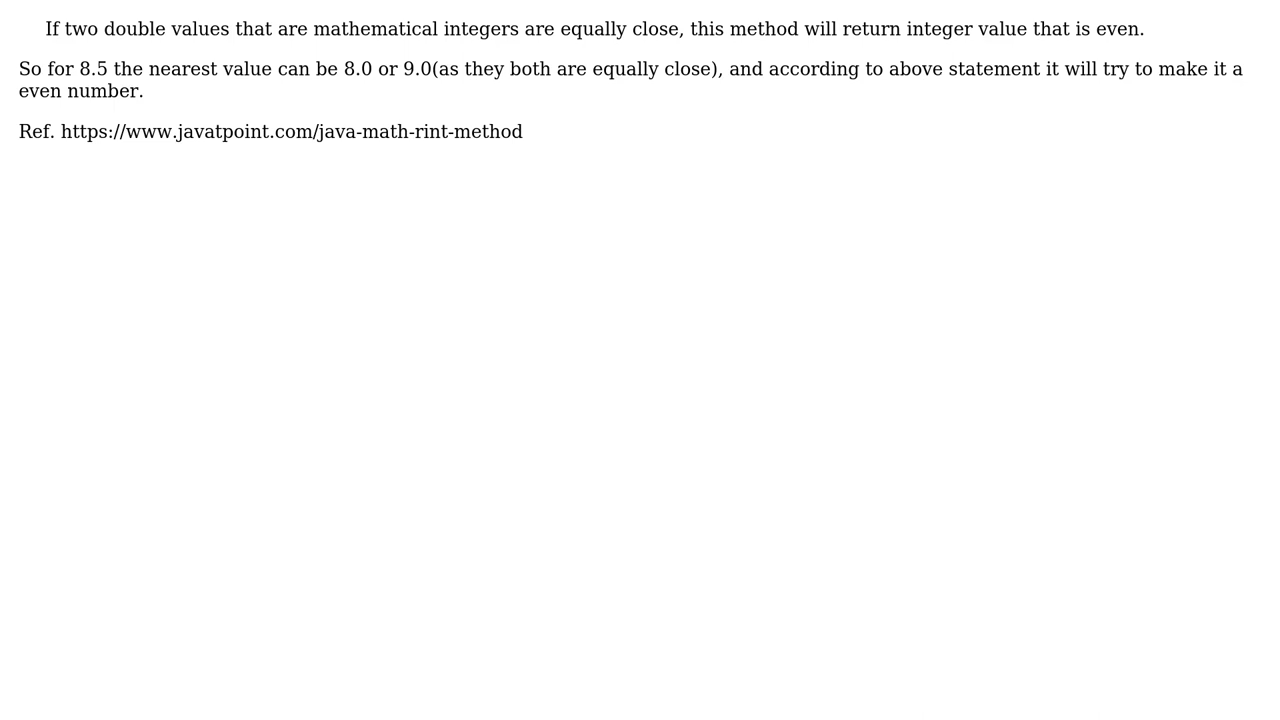 If two double values that are mathematical integers are equally close, this method will return integer value that is even.
So for 8.5 the nearest value can be 8.0 or 9.0(as they both are equally close), and according to above statement it will try to make it a
even number.
Ref. https://www.javatpoint.com/java-math-rint-method